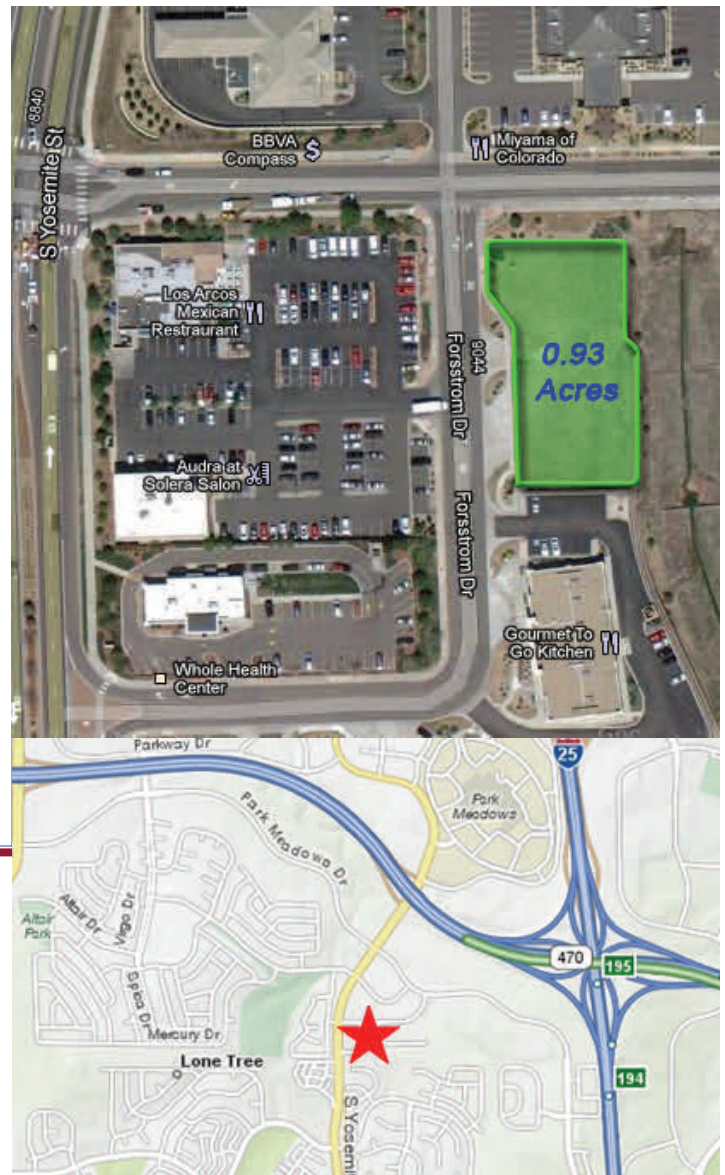 8840
S Yosemite St
BBVA
Compass
Miyama of
Colorado
Los Arcos
Mexican
Restraurant
9044
Forsstrom Dr
0.93
Acres
Audra at
Solera Salon
Forsstrom Dr
Gourmet To
Go Kitchen
Whole Health
Center
Parkway Dr
25
Park Meadows Dr
Park
Meadows
Altair
Park
Altair Dr
Virgo Dr
Spica Dr
470
195
Mercury Dr
Lone Tree
194
S Yosemi